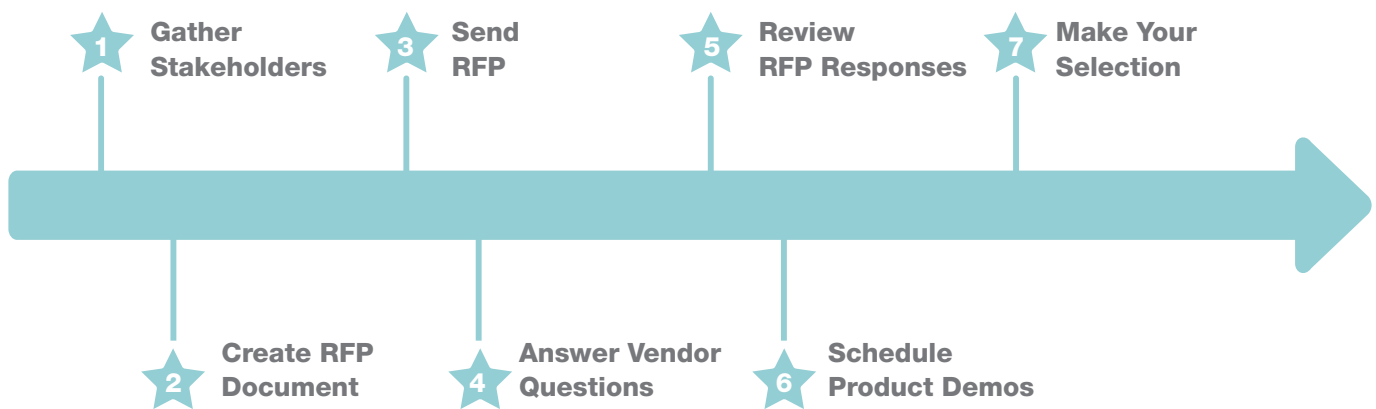 1
Gather
Stakeholders
2
Create RFP
Document
3
Send
RFP
4
Answer Vendor
Questions
5
Review
RFP Responses
6
Schedule
Product Demos
7
Make Your
Selection